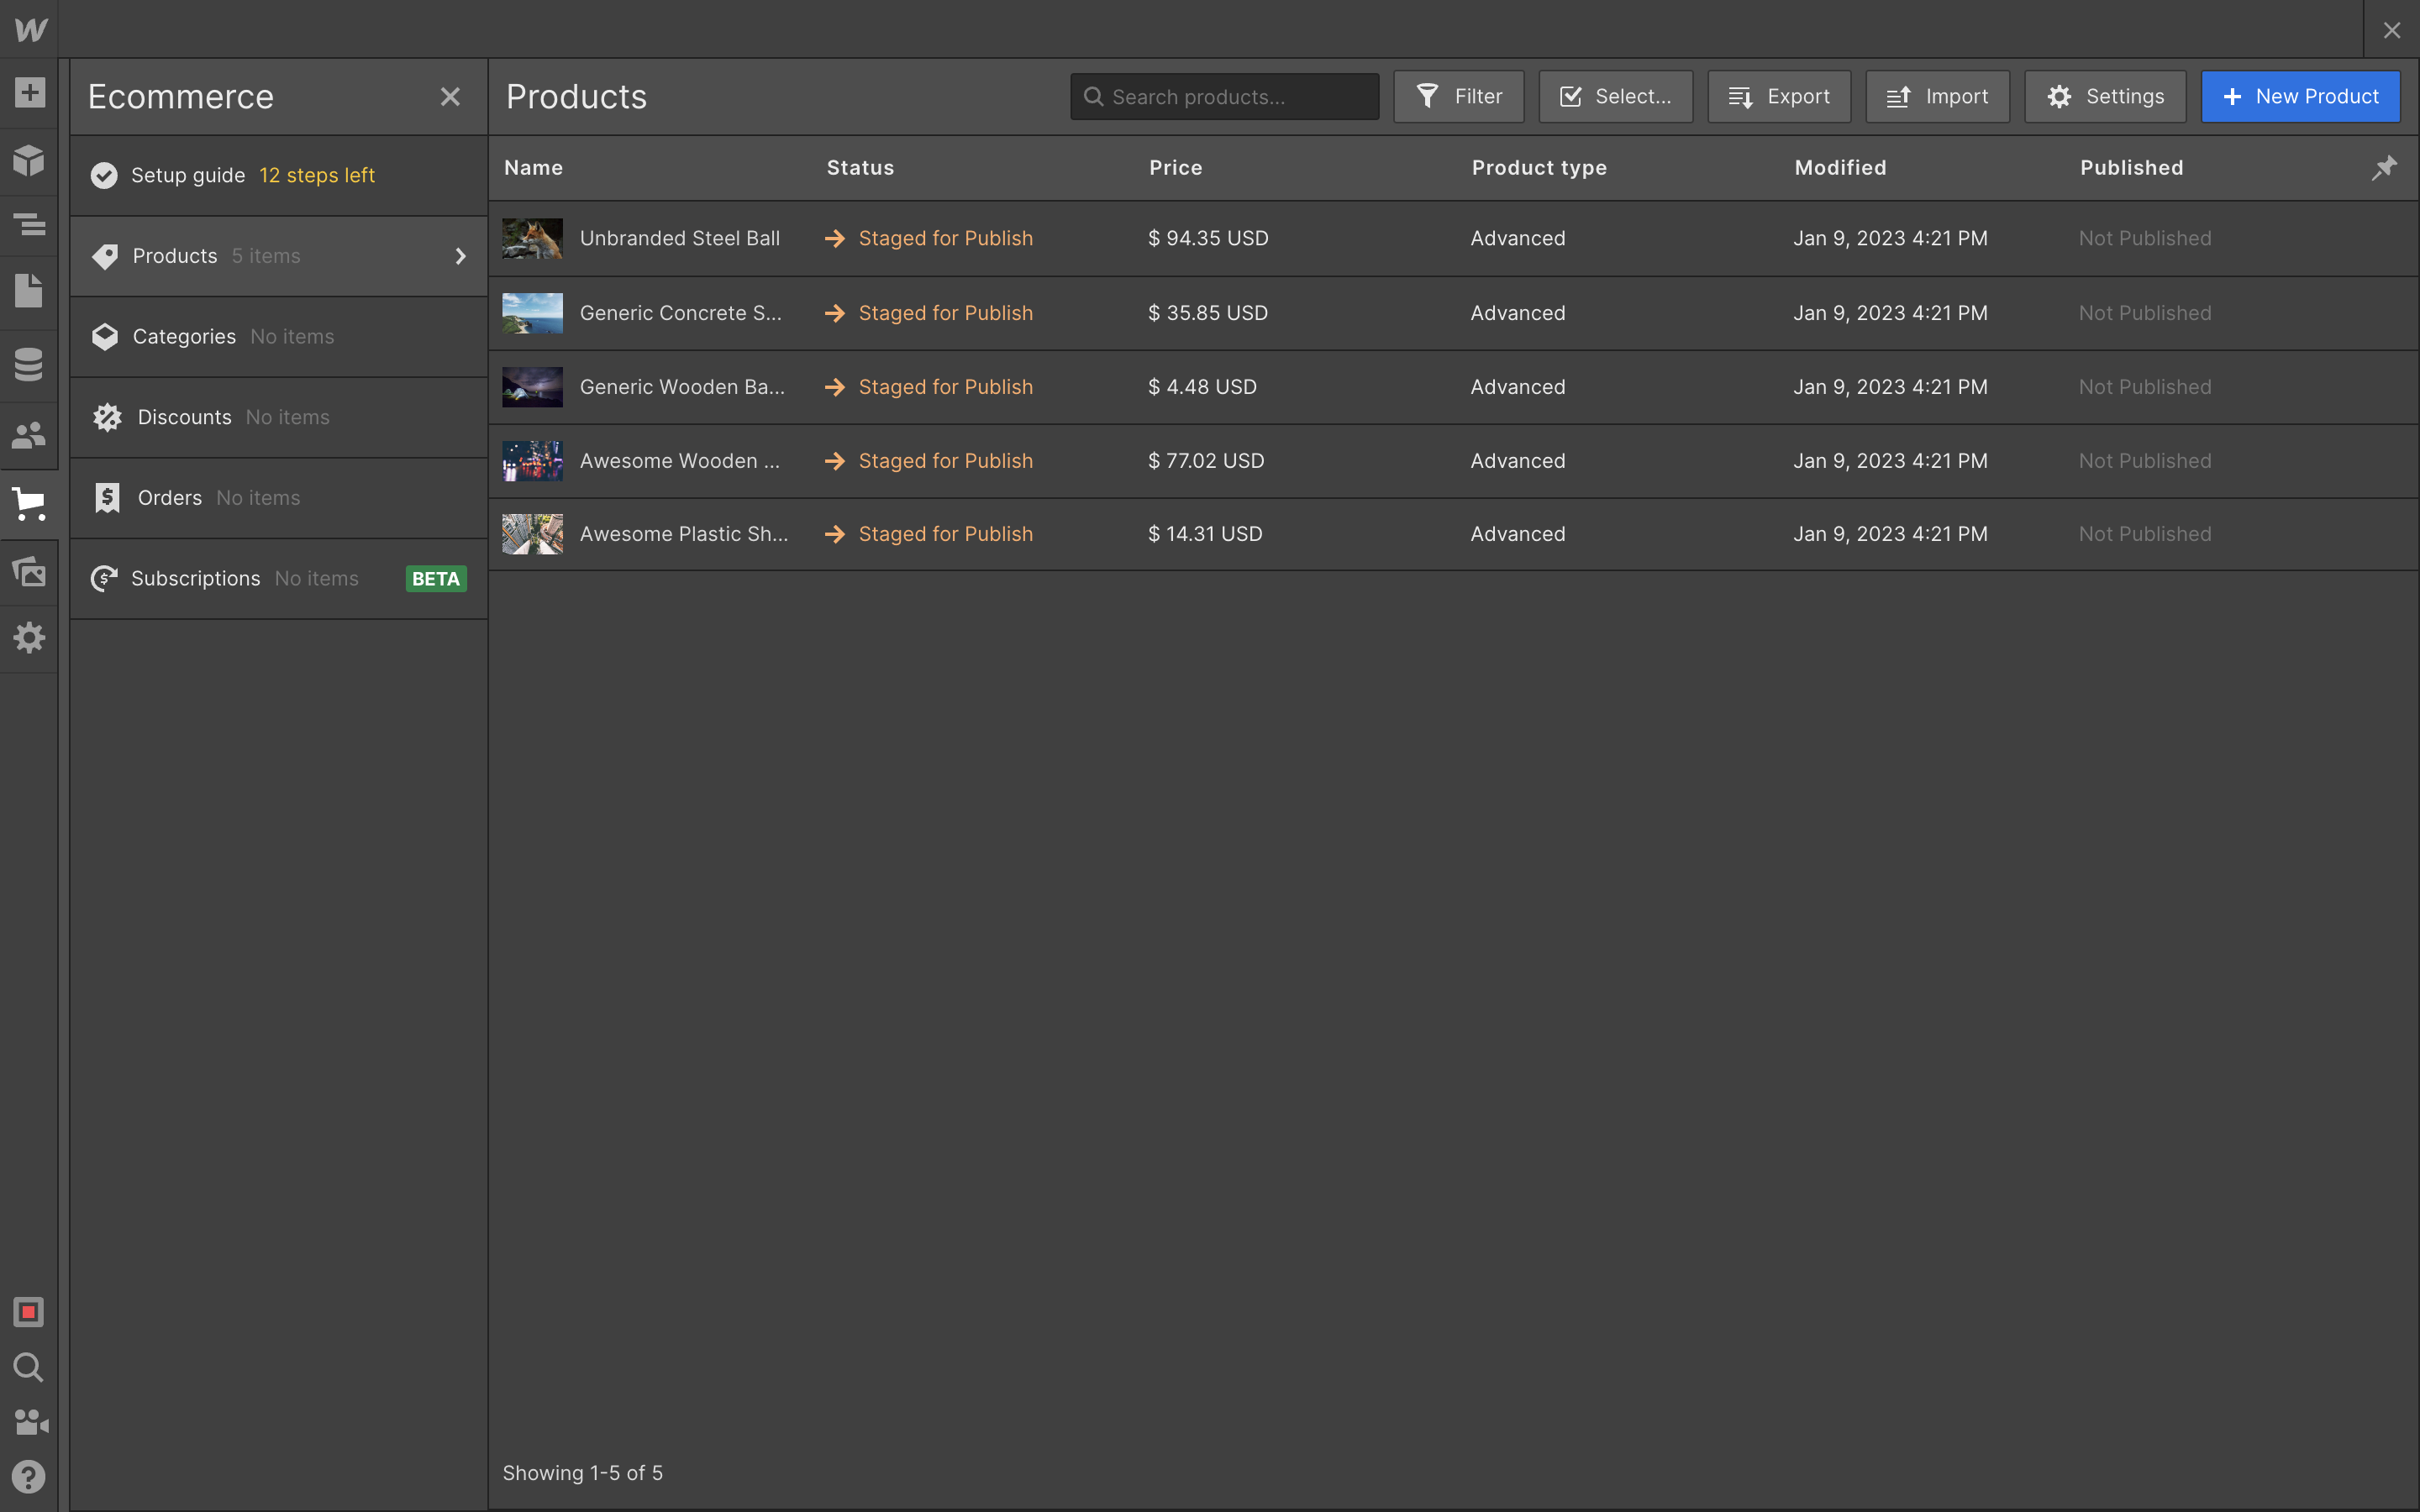 Ecommerce
Products
Search products...
Filter
Select...
Export
Import
Settings
New Product
Setup guide 12 steps left
Products 5 items
Categories No items
Discounts No items
Orders No items
Subscriptions No items BETA
Name Status Price Product type Modified Published
Unbranded Steel Ball Staged for Publish $ 94.35 USD Advanced Jan 9, 2023 4:21 PM Not Published
Generic Concrete S... Staged for Publish $ 35.85 USD Advanced Jan 9, 2023 4:21 PM Not Published
Generic Wooden Ba... Staged for Publish $ 4.48 USD Advanced Jan 9, 2023 4:21 PM Not Published
Awesome Wooden ... Staged for Publish $ 77.02 USD Advanced Jan 9, 2023 4:21 PM Not Published
Awesome Plastic Sh... Staged for Publish $ 14.31 USD Advanced Jan 9, 2023 4:21 PM Not Published
Showing 1-5 of 5